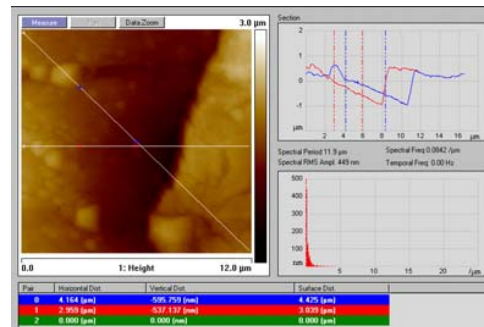 Measure
Data Zoom
3.0 µm
0.0
1: Height
12.0 µm
Section
2
1
0
-1
µm
2 4 6 8 10 12 14 16
µm
Spectral Period 11.9 µm
Spectral Freq 0.0842 /µm
Spectral RMS Ampl. 449 nm
Temporal Freq 0.00 Hz
500
400
300
200
100
nm
5 10 15 20 /µm
Pair Horizontal Dist. Vertical Dist. Surface Dist.
0 4.164 (µm) -595.759 (nm) 4.425 (µm)
1 2.959 (µm) -537.137 (nm) 3.039 (µm)
2 0.000 (µm) 0.000 (nm) 0.000 (µm)